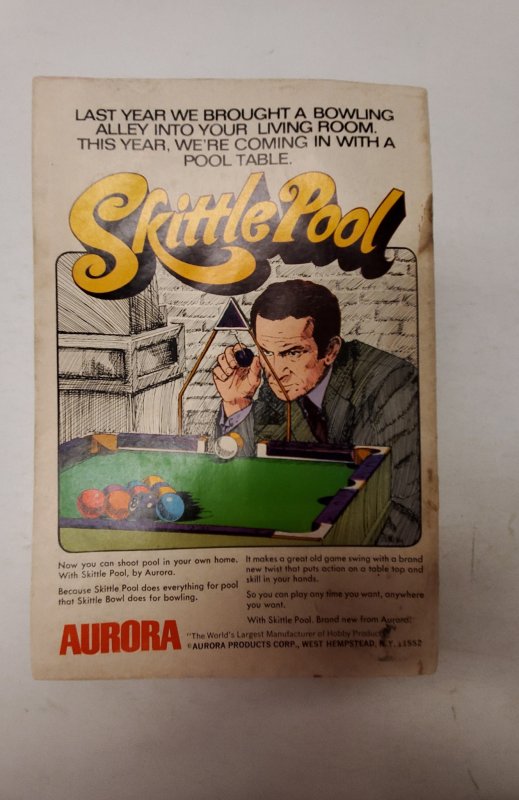 LAST YEAR WE BROUGHT A BOWLING
ALLEY INTO YOUR LIVING ROOM.
THIS YEAR, WE'RE COMING IN WITH A
POOL TABLE.
Skittle Pool
Now you can shoot pool in your own home.
With Skittle Pool, by Aurora.
Because Skittle Pool does everything for pool
that Skittle Bowl does for bowling.
It makes a great old game swing with a brand
new twist that puts action on a table top and
skill in your hands.
So you can play any time you want, anywhere
you want.
With Skittle Pool. Brand new from Aurora!
AURORA
"The World's Largest Manufacturer of Hobby Products"
©AURORA PRODUCTS CORP., WEST HEMPSTEAD, N.Y. 11552